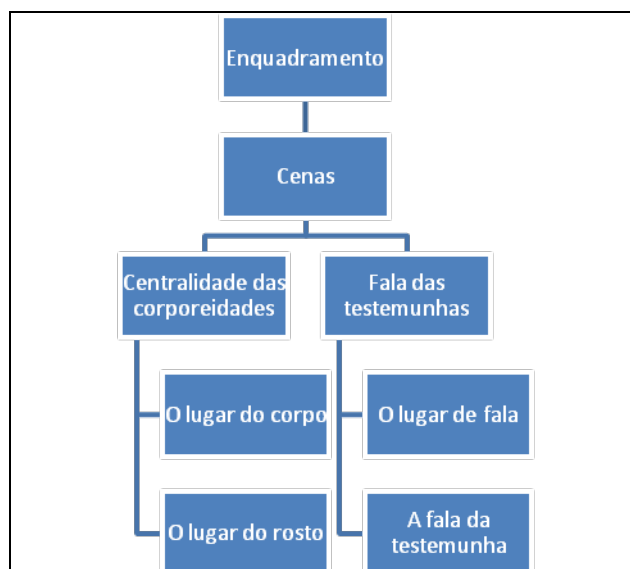 Enquadramento
Cenas
Centralidade das
corporeidades
Fala das
testemunhas
O lugar do corpo
O lugar de fala
O lugar do rosto
A fala da
testemunha